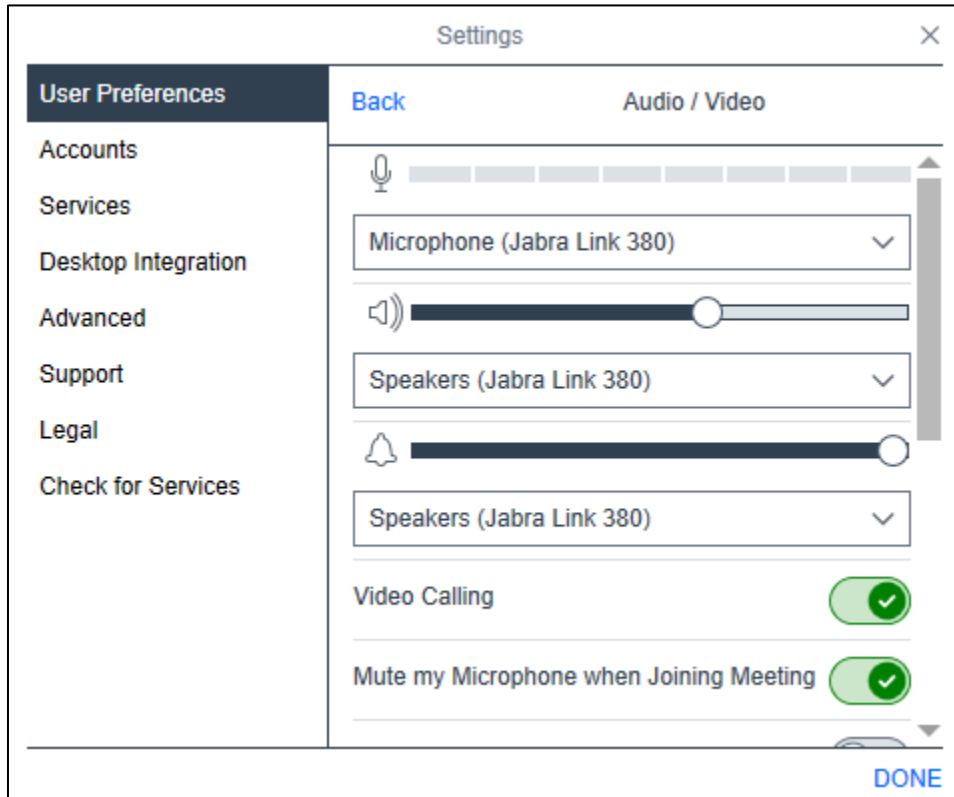 Settings
User Preferences
Back
Audio / Video
Accounts
Services
Desktop Integration
Advanced
Support
Legal
Check for Services
Microphone (Jabra Link 380)
Speakers (Jabra Link 380)
Speakers (Jabra Link 380)
Video Calling
Mute my Microphone when Joining Meeting
DONE